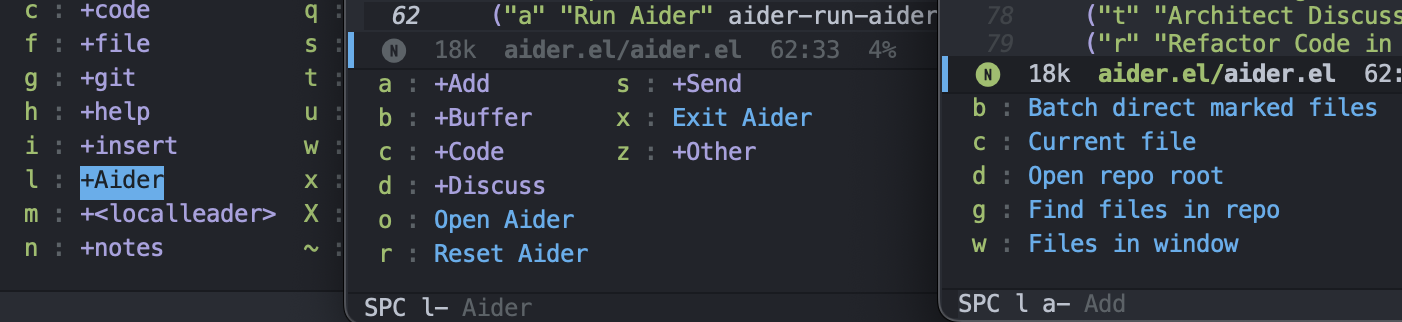 c : +code q :
f : +file s :
g : +git t :
h : +help u :
i : +insert w :
l : +Aider x :
m : +<localleader> X :
n : +notes ~ :
62 ("a" "Run Aider" aider-run-aider
N 18k aider.el/aider.el 62:33 4%
a : +Add s : +Send
b : +Buffer x : Exit Aider
c : +Code z : +Other
d : +Discuss
o : Open Aider
r : Reset Aider
SPC l- Aider
78 ("t" "Architect Discuss
79 ("r" "Refactor Code in
N 18k aider.el/aider.el 62:
b : Batch direct marked files
c : Current file
d : Open repo root
g : Find files in repo
w : Files in window
SPC l a- Add